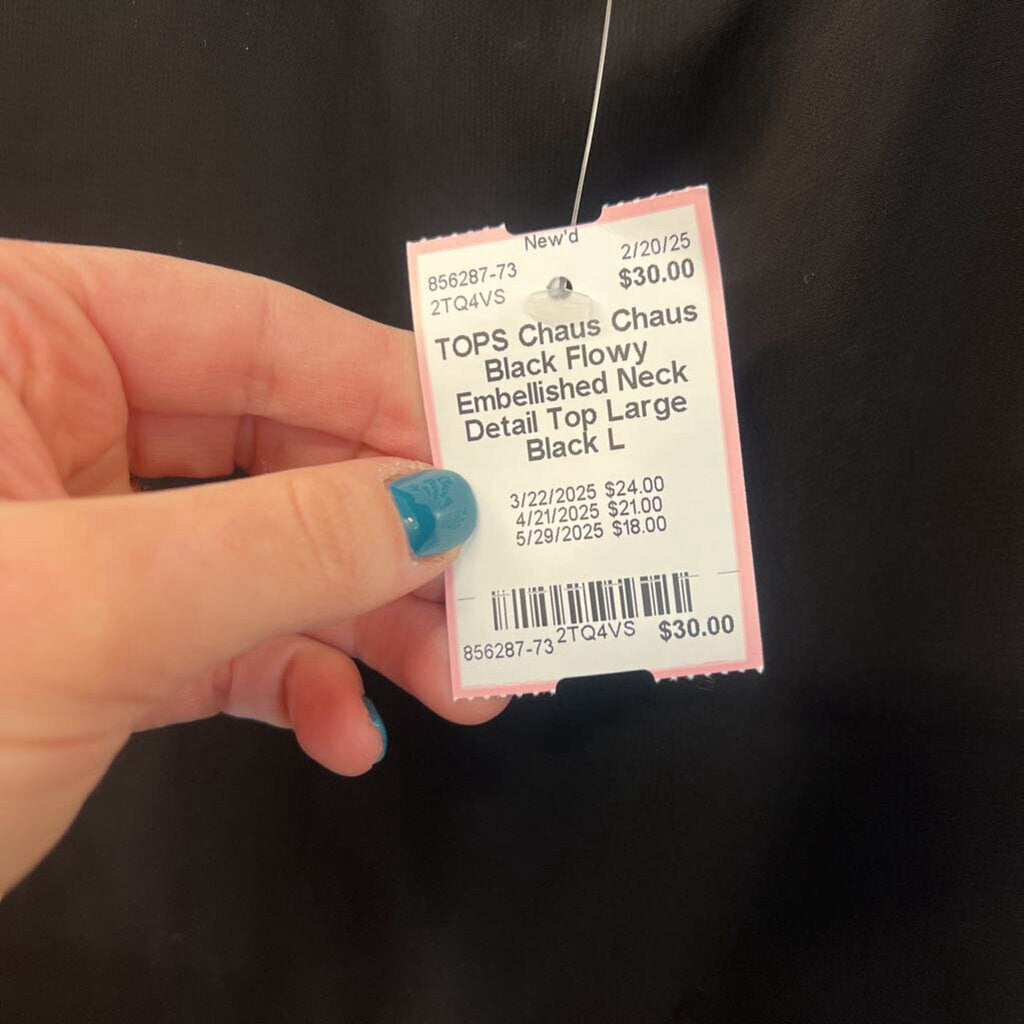 New'd
856287-73 2/20/25
2TQ4VS $30.00
TOPS Chaus Chaus
Black Flowy
Embellished Neck
Detail Top Large
Black L
3/22/2025 $24.00
4/21/2025 $21.00
5/29/2025 $18.00
856287-73 2TQ4VS $30.00